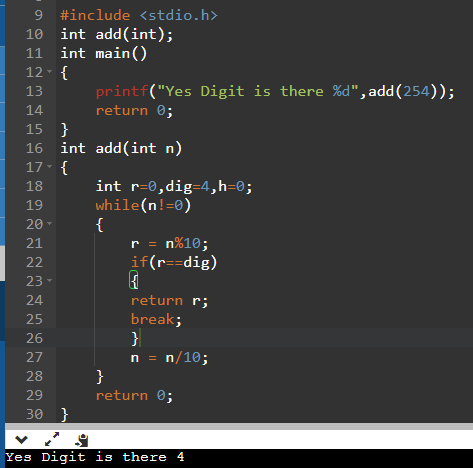 9 #include <stdio.h>
10 int add(int);
11 int main()
12 {
13 printf("Yes Digit is there %d",add(254));
14 return 0;
15 }
16 int add(int n)
17 {
18 int r=0,dig=4,h=0;
19 while(n!=0)
20 {
21 r = n%10;
22 if(r==dig)
23 {
24 return r;
25 break;
26 }
27 n = n/10;
28 }
29 return 0;
30 }
Yes Digit is there 4